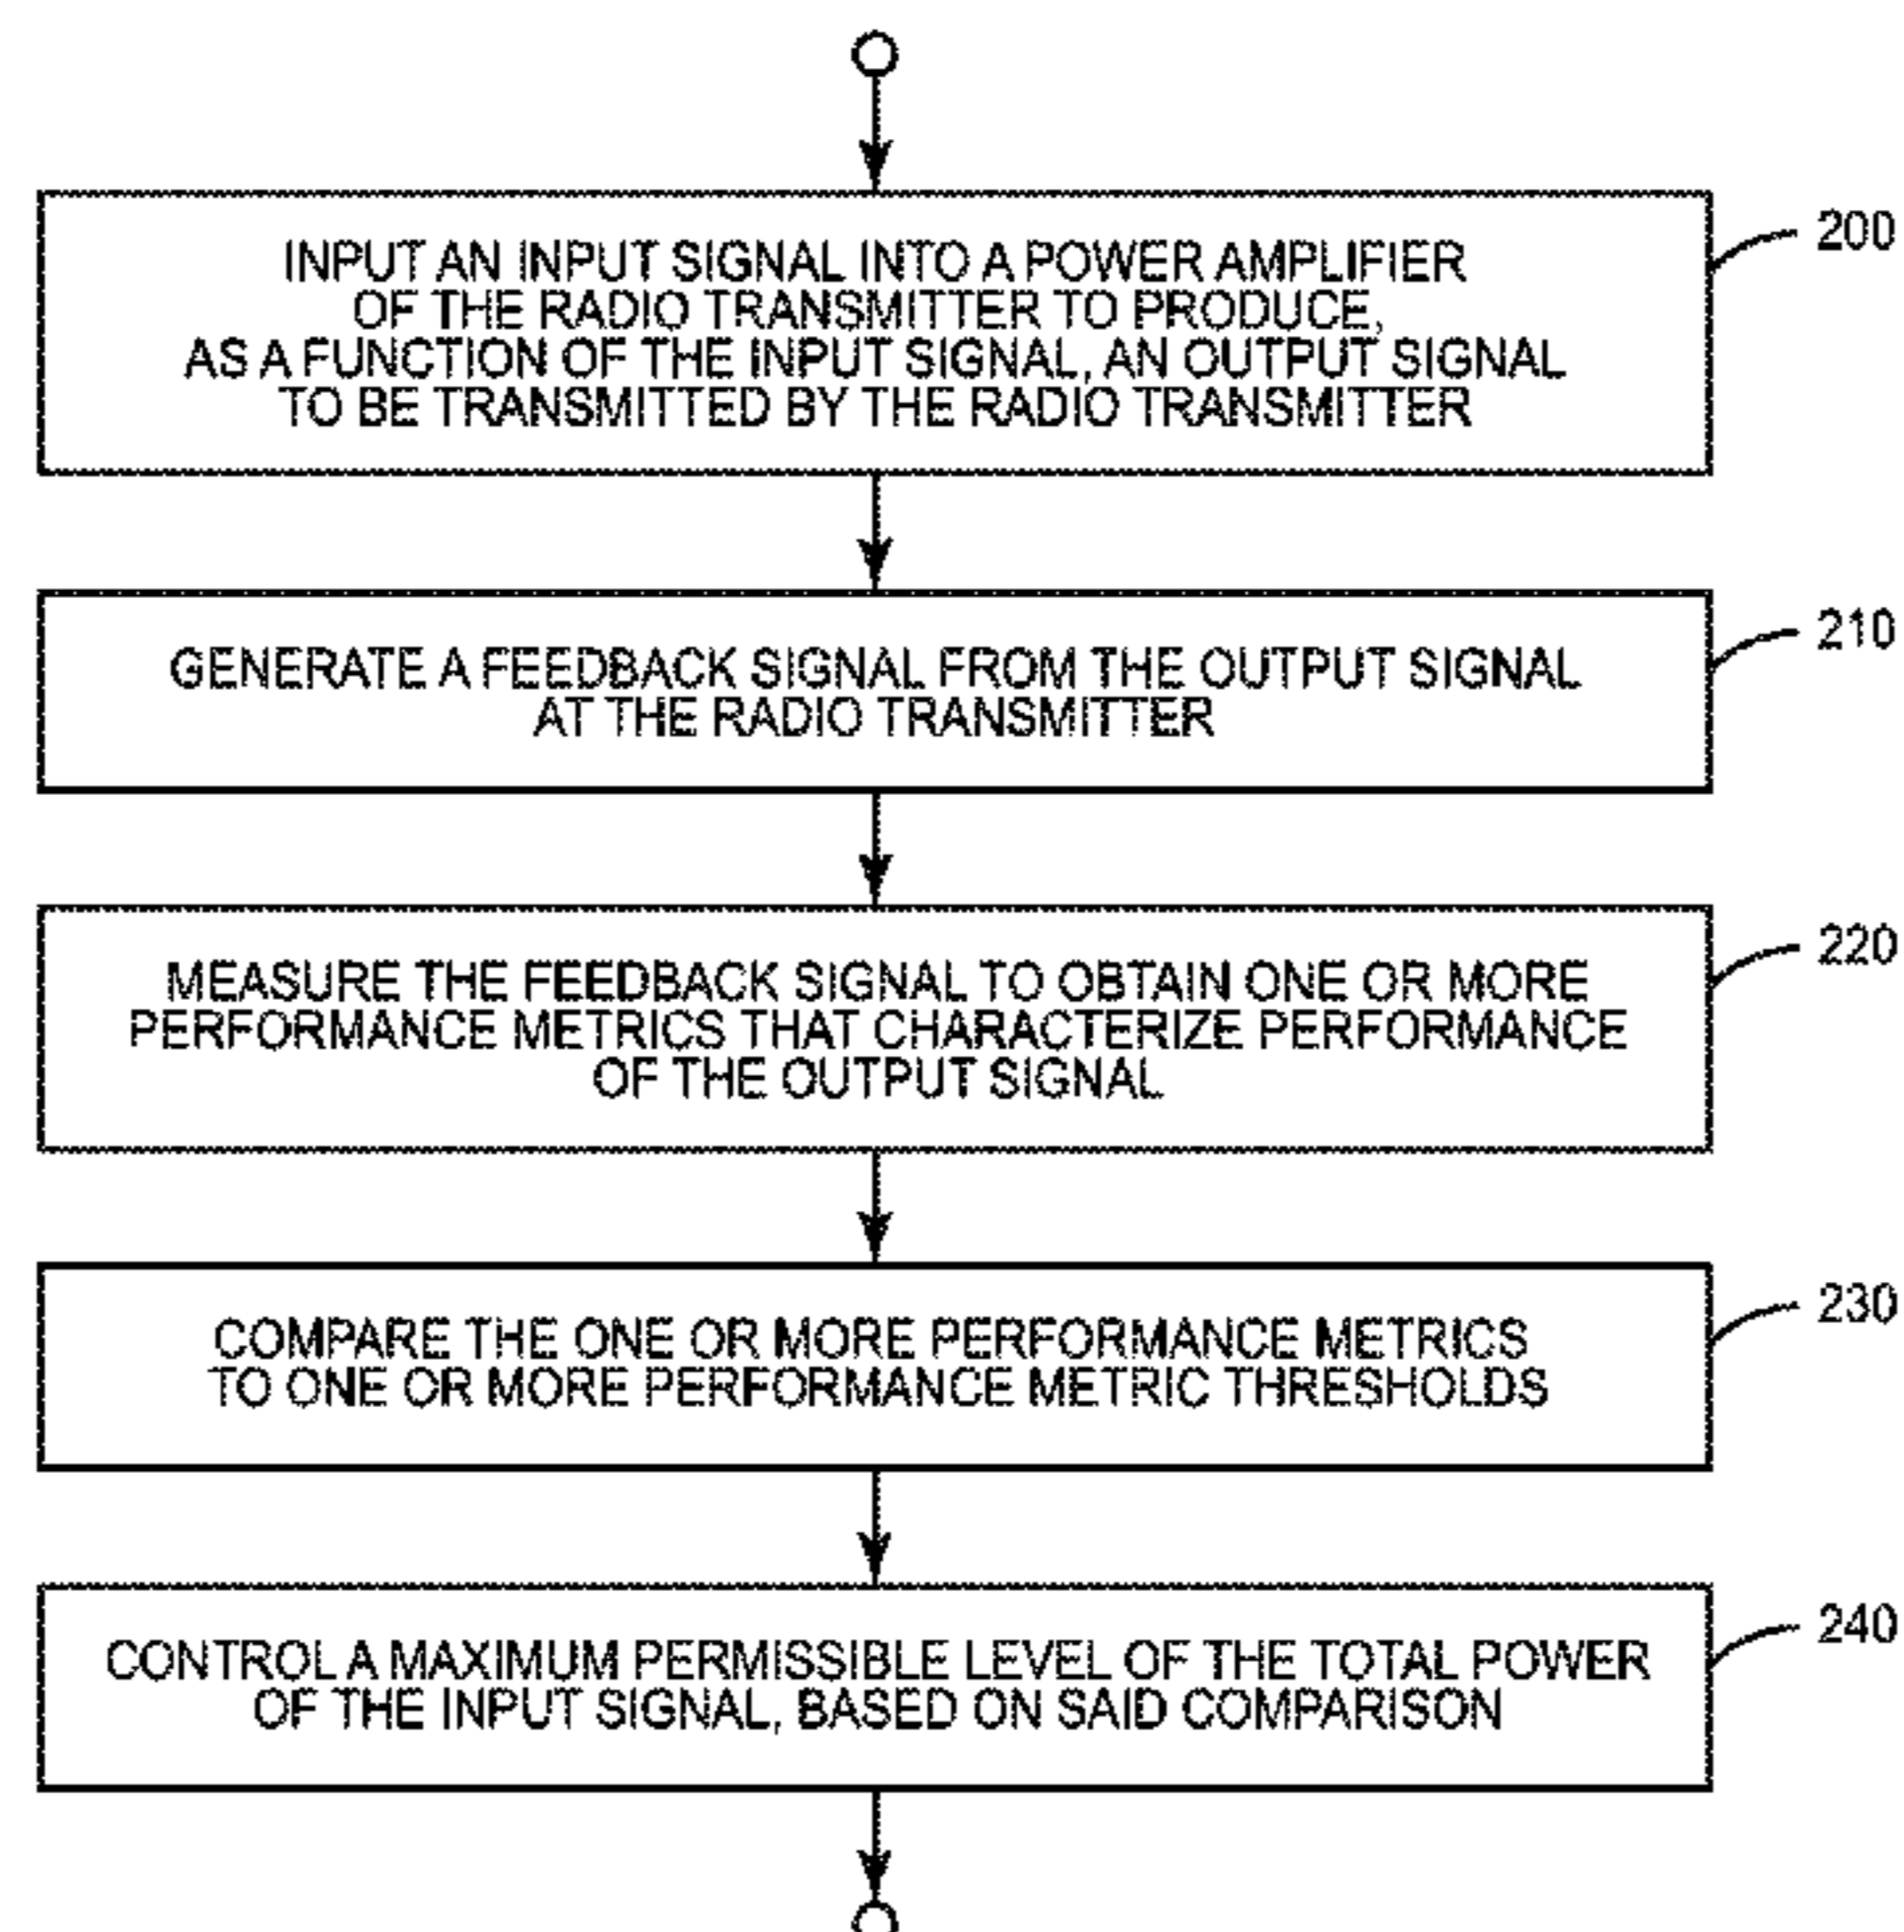 INPUT AN INPUT SIGNAL INTO A POWER AMPLIFIER
OF THE RADIO TRANSMITTER TO PRODUCE,
AS A FUNCTION OF THE INPUT SIGNAL, AN OUTPUT SIGNAL
TO BE TRANSMITTED BY THE RADIO TRANSMITTER
200
GENERATE A FEEDBACK SIGNAL FROM THE OUTPUT SIGNAL
AT THE RADIO TRANSMITTER
210
MEASURE THE FEEDBACK SIGNAL TO OBTAIN ONE OR MORE
PERFORMANCE METRICS THAT CHARACTERIZE PERFORMANCE
OF THE OUTPUT SIGNAL
220
COMPARE THE ONE OR MORE PERFORMANCE METRICS
TO ONE OR MORE PERFORMANCE METRIC THRESHOLDS
230
CONTROL A MAXIMUM PERMISSIBLE LEVEL OF THE TOTAL POWER
OF THE INPUT SIGNAL, BASED ON SAID COMPARISON
240